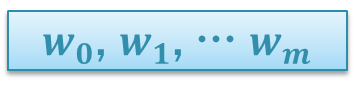 w₀, w₁, ⋯ wₘ